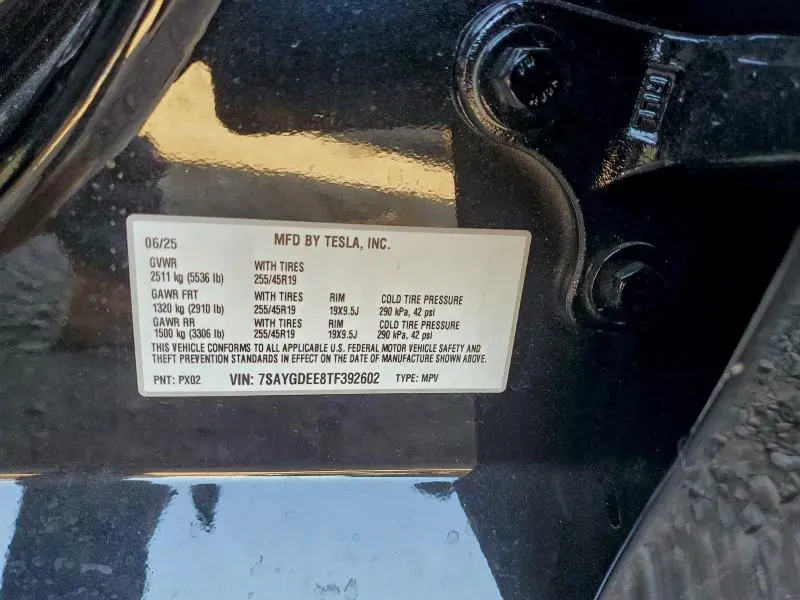 06/25 MFD BY TESLA, INC.
GVWR WITH TIRES
2511 kg (5536 lb) 255/45R19
GAWR FRT WITH TIRES RIM COLD TIRE PRESSURE
1320 kg (2910 lb) 255/45R19 19X9.5J 290 kPa, 42 psi
GAWR RR WITH TIRES RIM COLD TIRE PRESSURE
1500 kg (3306 lb) 255/45R19 19X9.5J 290 kPa, 42 psi
THIS VEHICLE CONFORMS TO ALL APPLICABLE U.S. FEDERAL MOTOR VEHICLE SAFETY AND
THEFT PREVENTION STANDARDS IN EFFECT ON THE DATE OF MANUFACTURE SHOWN ABOVE.
PNT: PX02 VIN: 7SAYGDEE8TF392602 TYPE: MPV